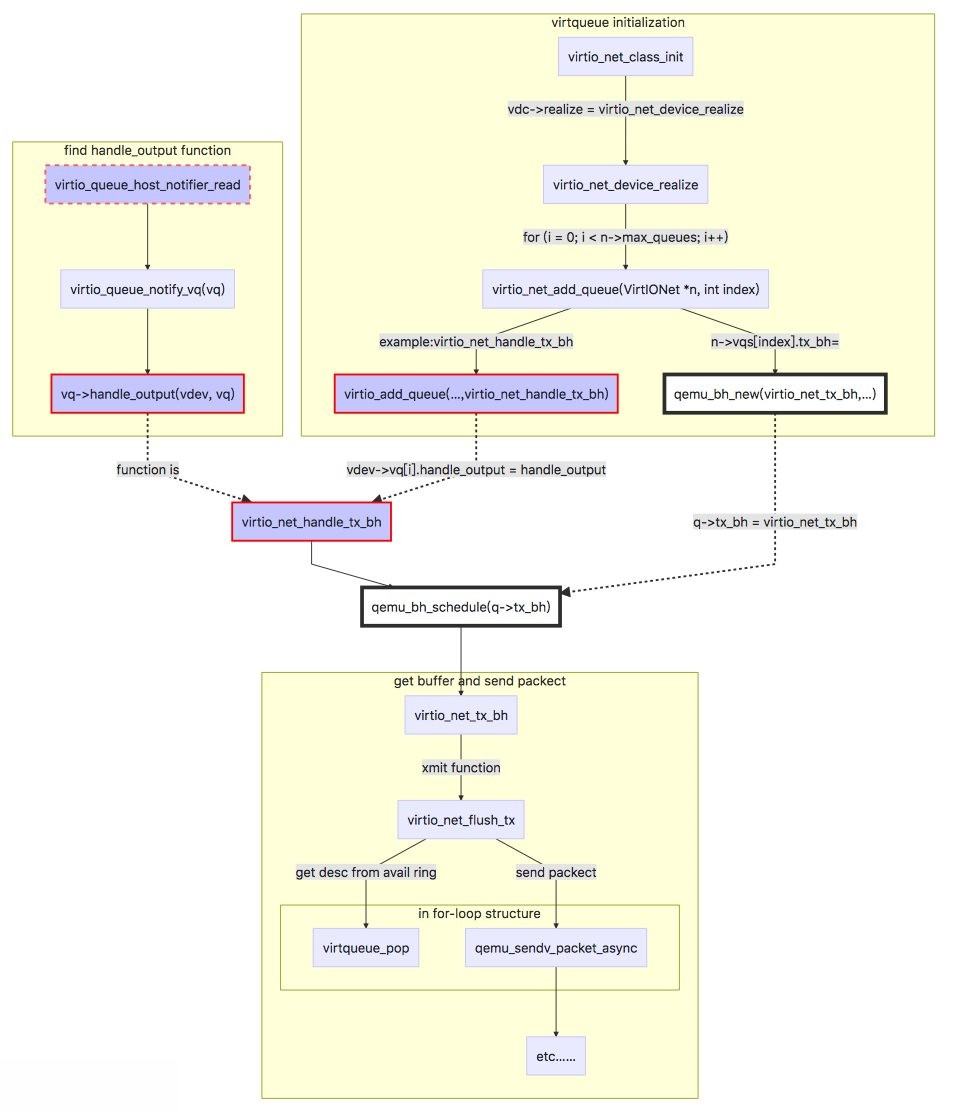 virtqueue initialization
virtio_net_class_init
vdc->realize = virtio_net_device_realize
find handle_output function
virtio_queue_host_notifier_read
virtio_net_device_realize
for (i = 0; i < n->max_queues; i++)
virtio_queue_notify_vq(vq)
virtio_net_add_queue(VirtIONet *n, int index)
example:virtio_net_handle_tx_bh
n->vqs[index].tx_bh=
vq->handle_output(vdev, vq)
virtio_add_queue(...,virtio_net_handle_tx_bh)
qemu_bh_new(virtio_net_tx_bh,...)
function is
vdev->vq[i].handle_output = handle_output
virtio_net_handle_tx_bh
q->tx_bh = virtio_net_tx_bh
qemu_bh_schedule(q->tx_bh)
get buffer and send packect
virtio_net_tx_bh
xmit function
virtio_net_flush_tx
get desc from avail ring
send packect
in for-loop structure
virtqueue_pop
qemu_sendv_packet_async
etc......